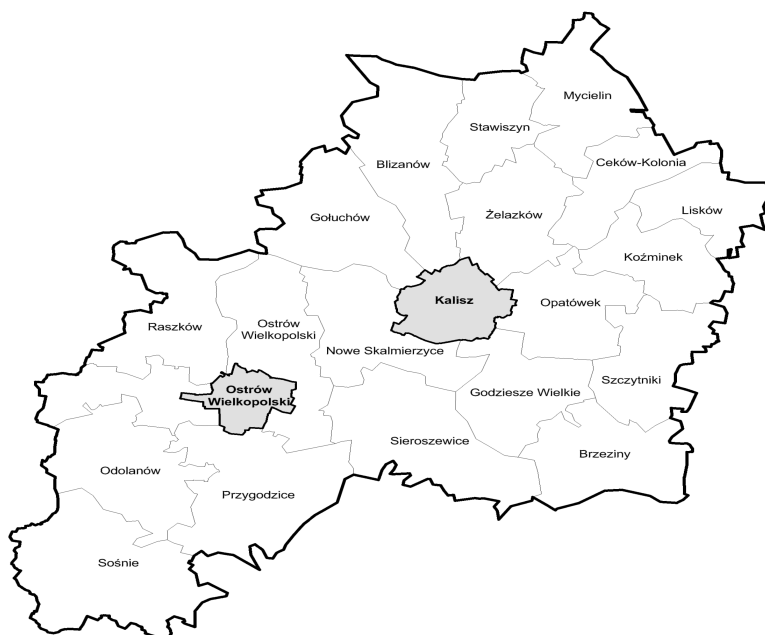 Mycielin
Stawiszyn
Blizanów
Ceków-Kolonia
Gołuchów
Żelazków
Lisków
Koźminek
Kalisz
Opatówek
Raszków
Ostrów
Wielkopolski
Nowe Skalmierzyce
Ostrów
Wielkopolski
Godziesze Wielkie
Szczytniki
Sieroszewice
Brzeziny
Odolanów
Przygodzice
Sośnie